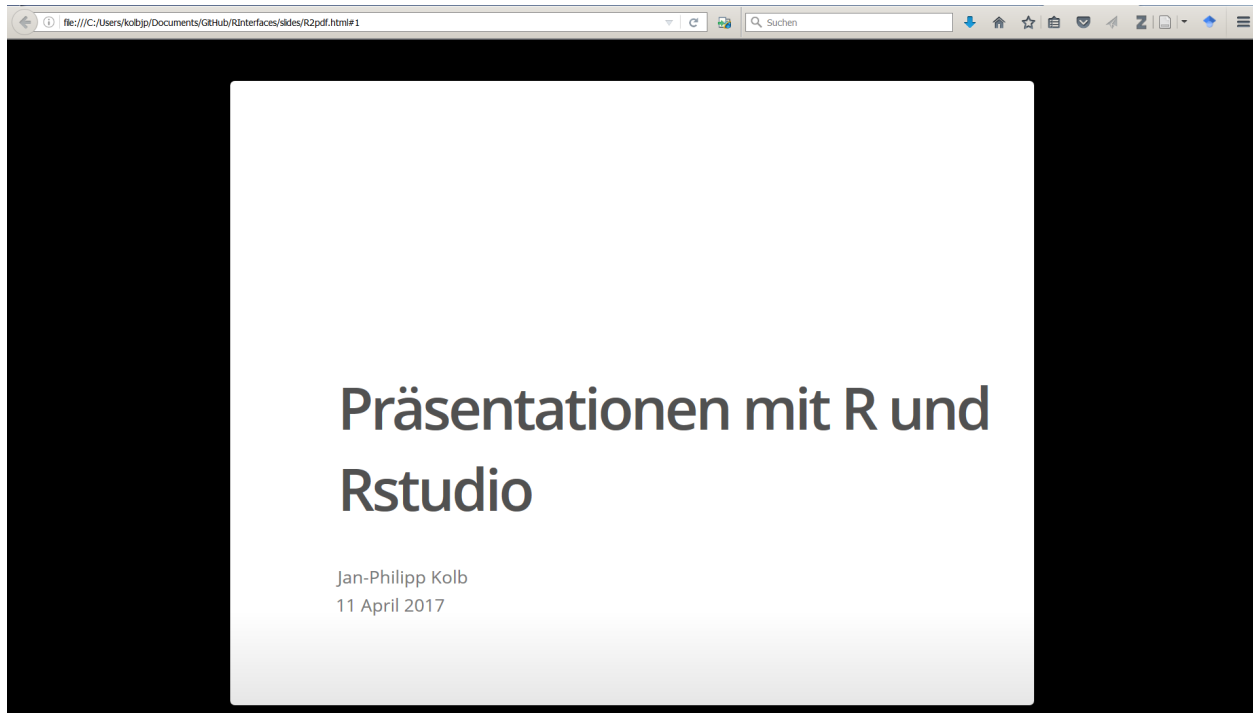 file:///C:/Users/kolbjp/Documents/GitHub/RInterfaces/slides/R2pdf.html#1
Suchen
Z
Präsentationen mit R und
Rstudio
Jan-Philipp Kolb
11 April 2017